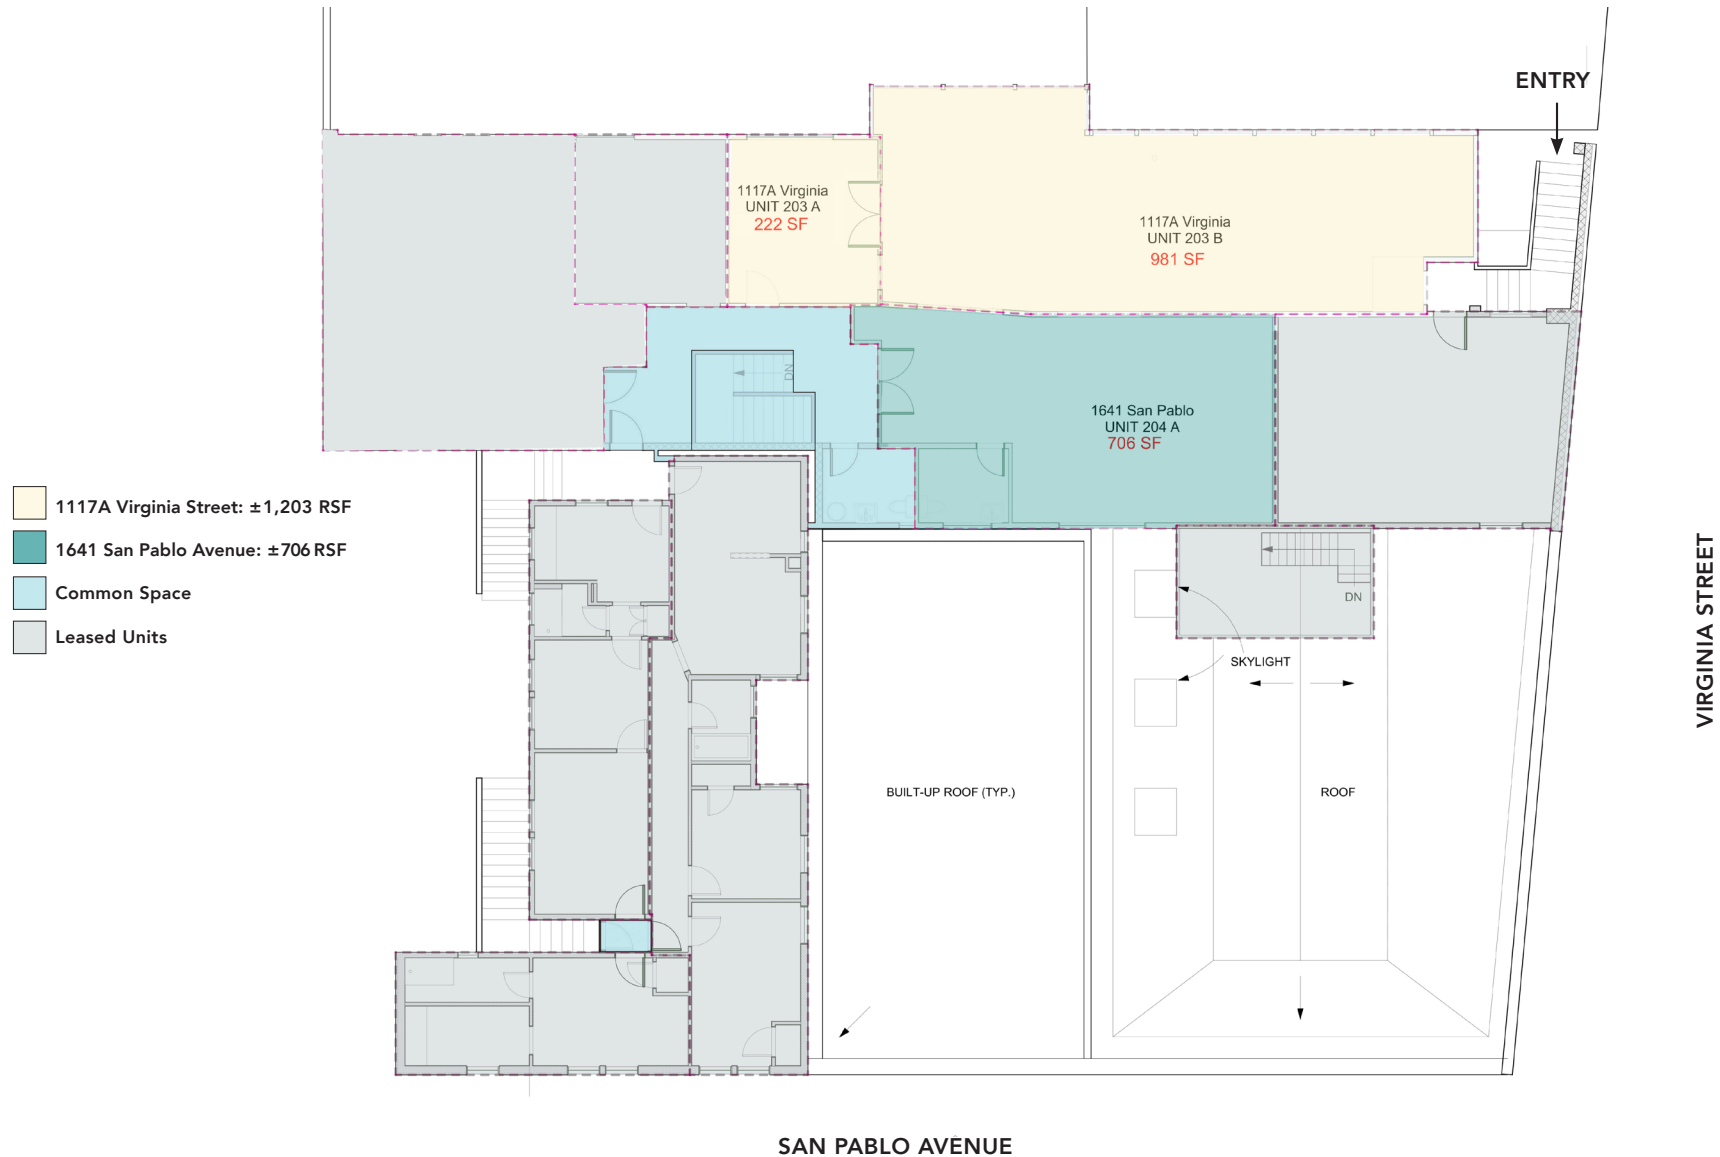 ENTRY
1117A Virginia
UNIT 203 A
222 SF
1117A Virginia
UNIT 203 B
981 SF
DN
1641 San Pablo
UNIT 204 A
706 SF
1117A Virginia Street: ±1,203 RSF
1641 San Pablo Avenue: ±706 RSF
Common Space
Leased Units
DN
SKYLIGHT
BUILT-UP ROOF (TYP.)
ROOF
VIRGINIA STREET
SAN PABLO AVENUE